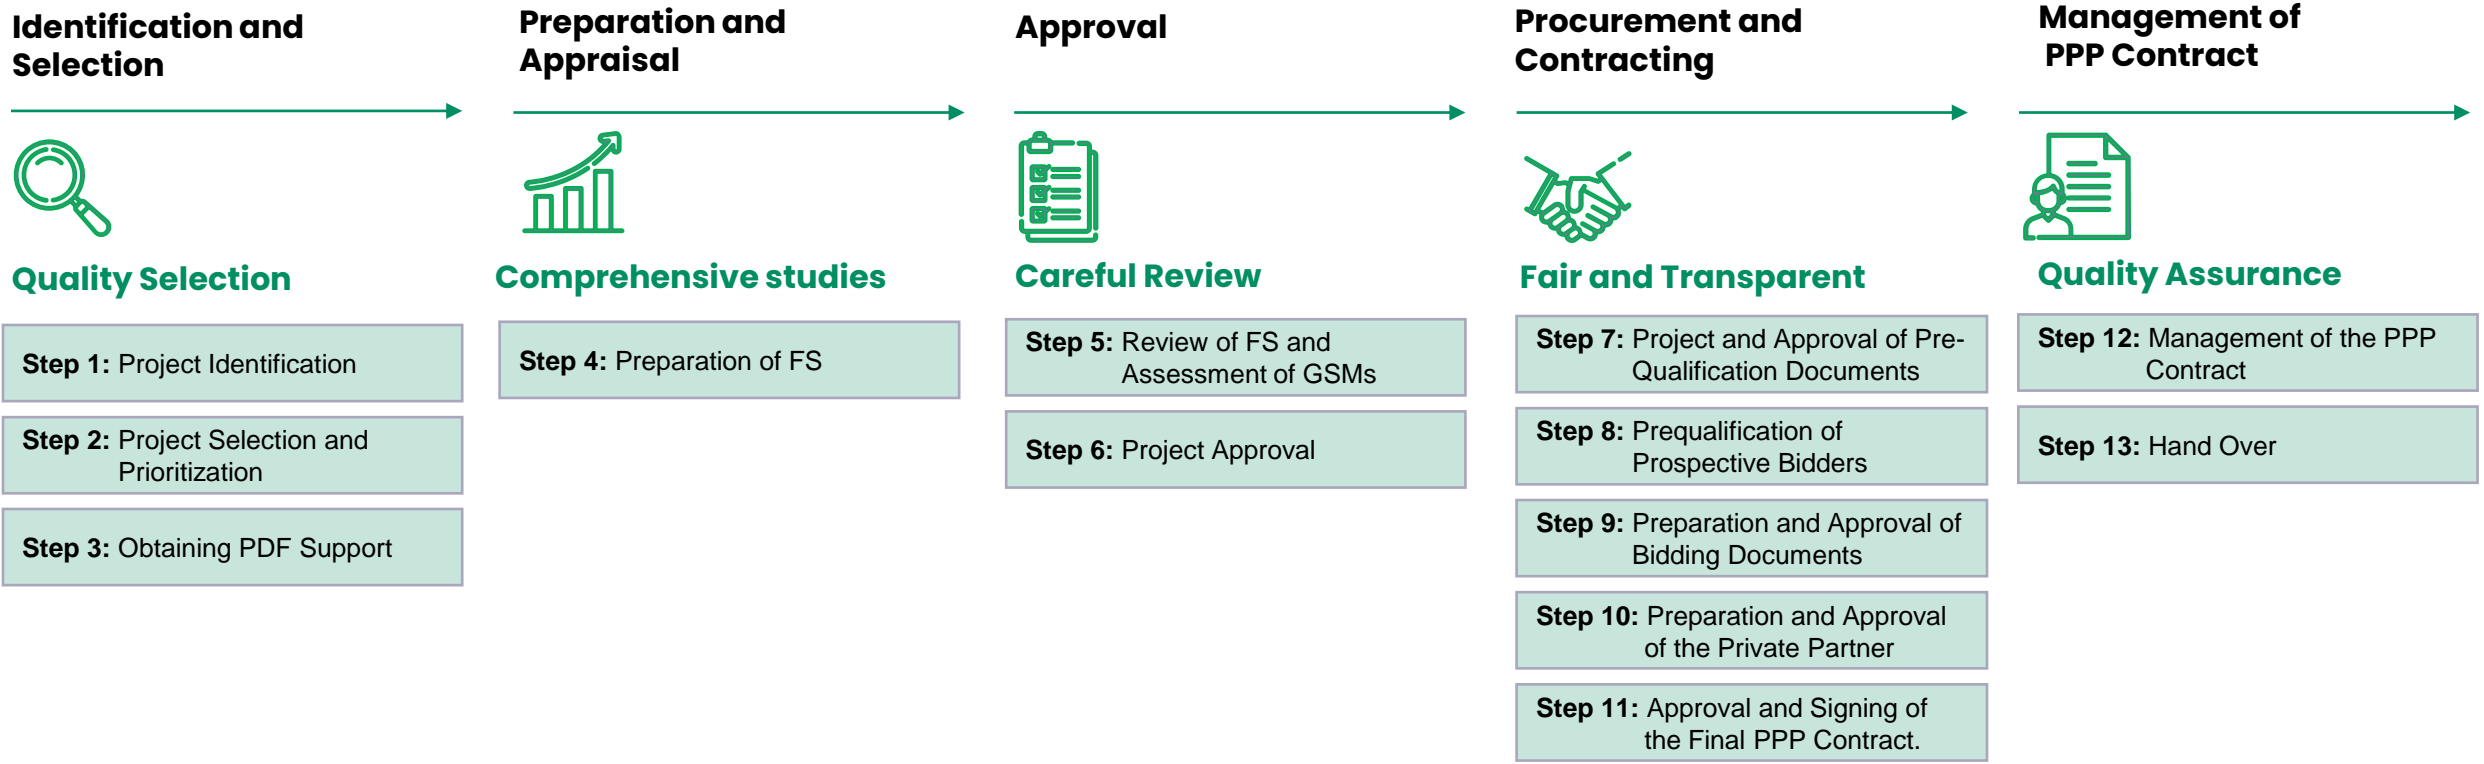 Identification and
Selection
Quality Selection
Step 1: Project Identification
Step 2: Project Selection and
Prioritization
Step 3: Obtaining PDF Support
Preparation and
Appraisal
Comprehensive studies
Step 4: Preparation of FS
Approval
Careful Review
Step 5: Review of FS and
Assessment of GSMs
Step 6: Project Approval
Procurement and
Contracting
Fair and Transparent
Step 7: Project and Approval of Pre-
Qualification Documents
Step 8: Prequalification of
Prospective Bidders
Step 9: Preparation and Approval of
Bidding Documents
Step 10: Preparation and Approval
of the Private Partner
Step 11: Approval and Signing of
the Final PPP Contract.
Management of
PPP Contract
Quality Assurance
Step 12: Management of the PPP
Contract
Step 13: Hand Over